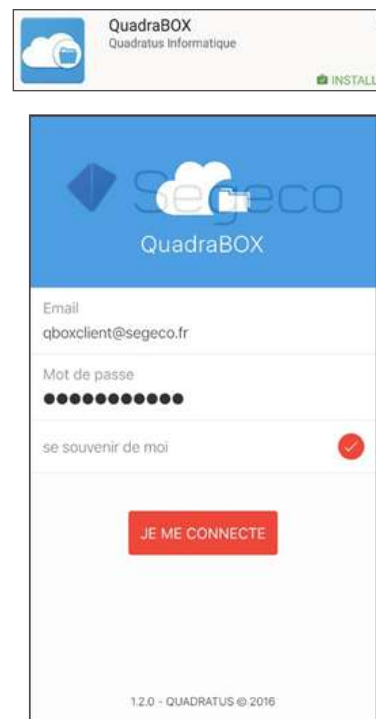 QuadraBOX
Quadratus Informatique
INSTALL
Segeco
QuadraBOX
Email
qboxclient@segeco.fr
Mot de passe
●●●●●●●●●●●
se souvenir de moi
JE ME CONNECTE
1.2.0 - QUADRATUS © 2016